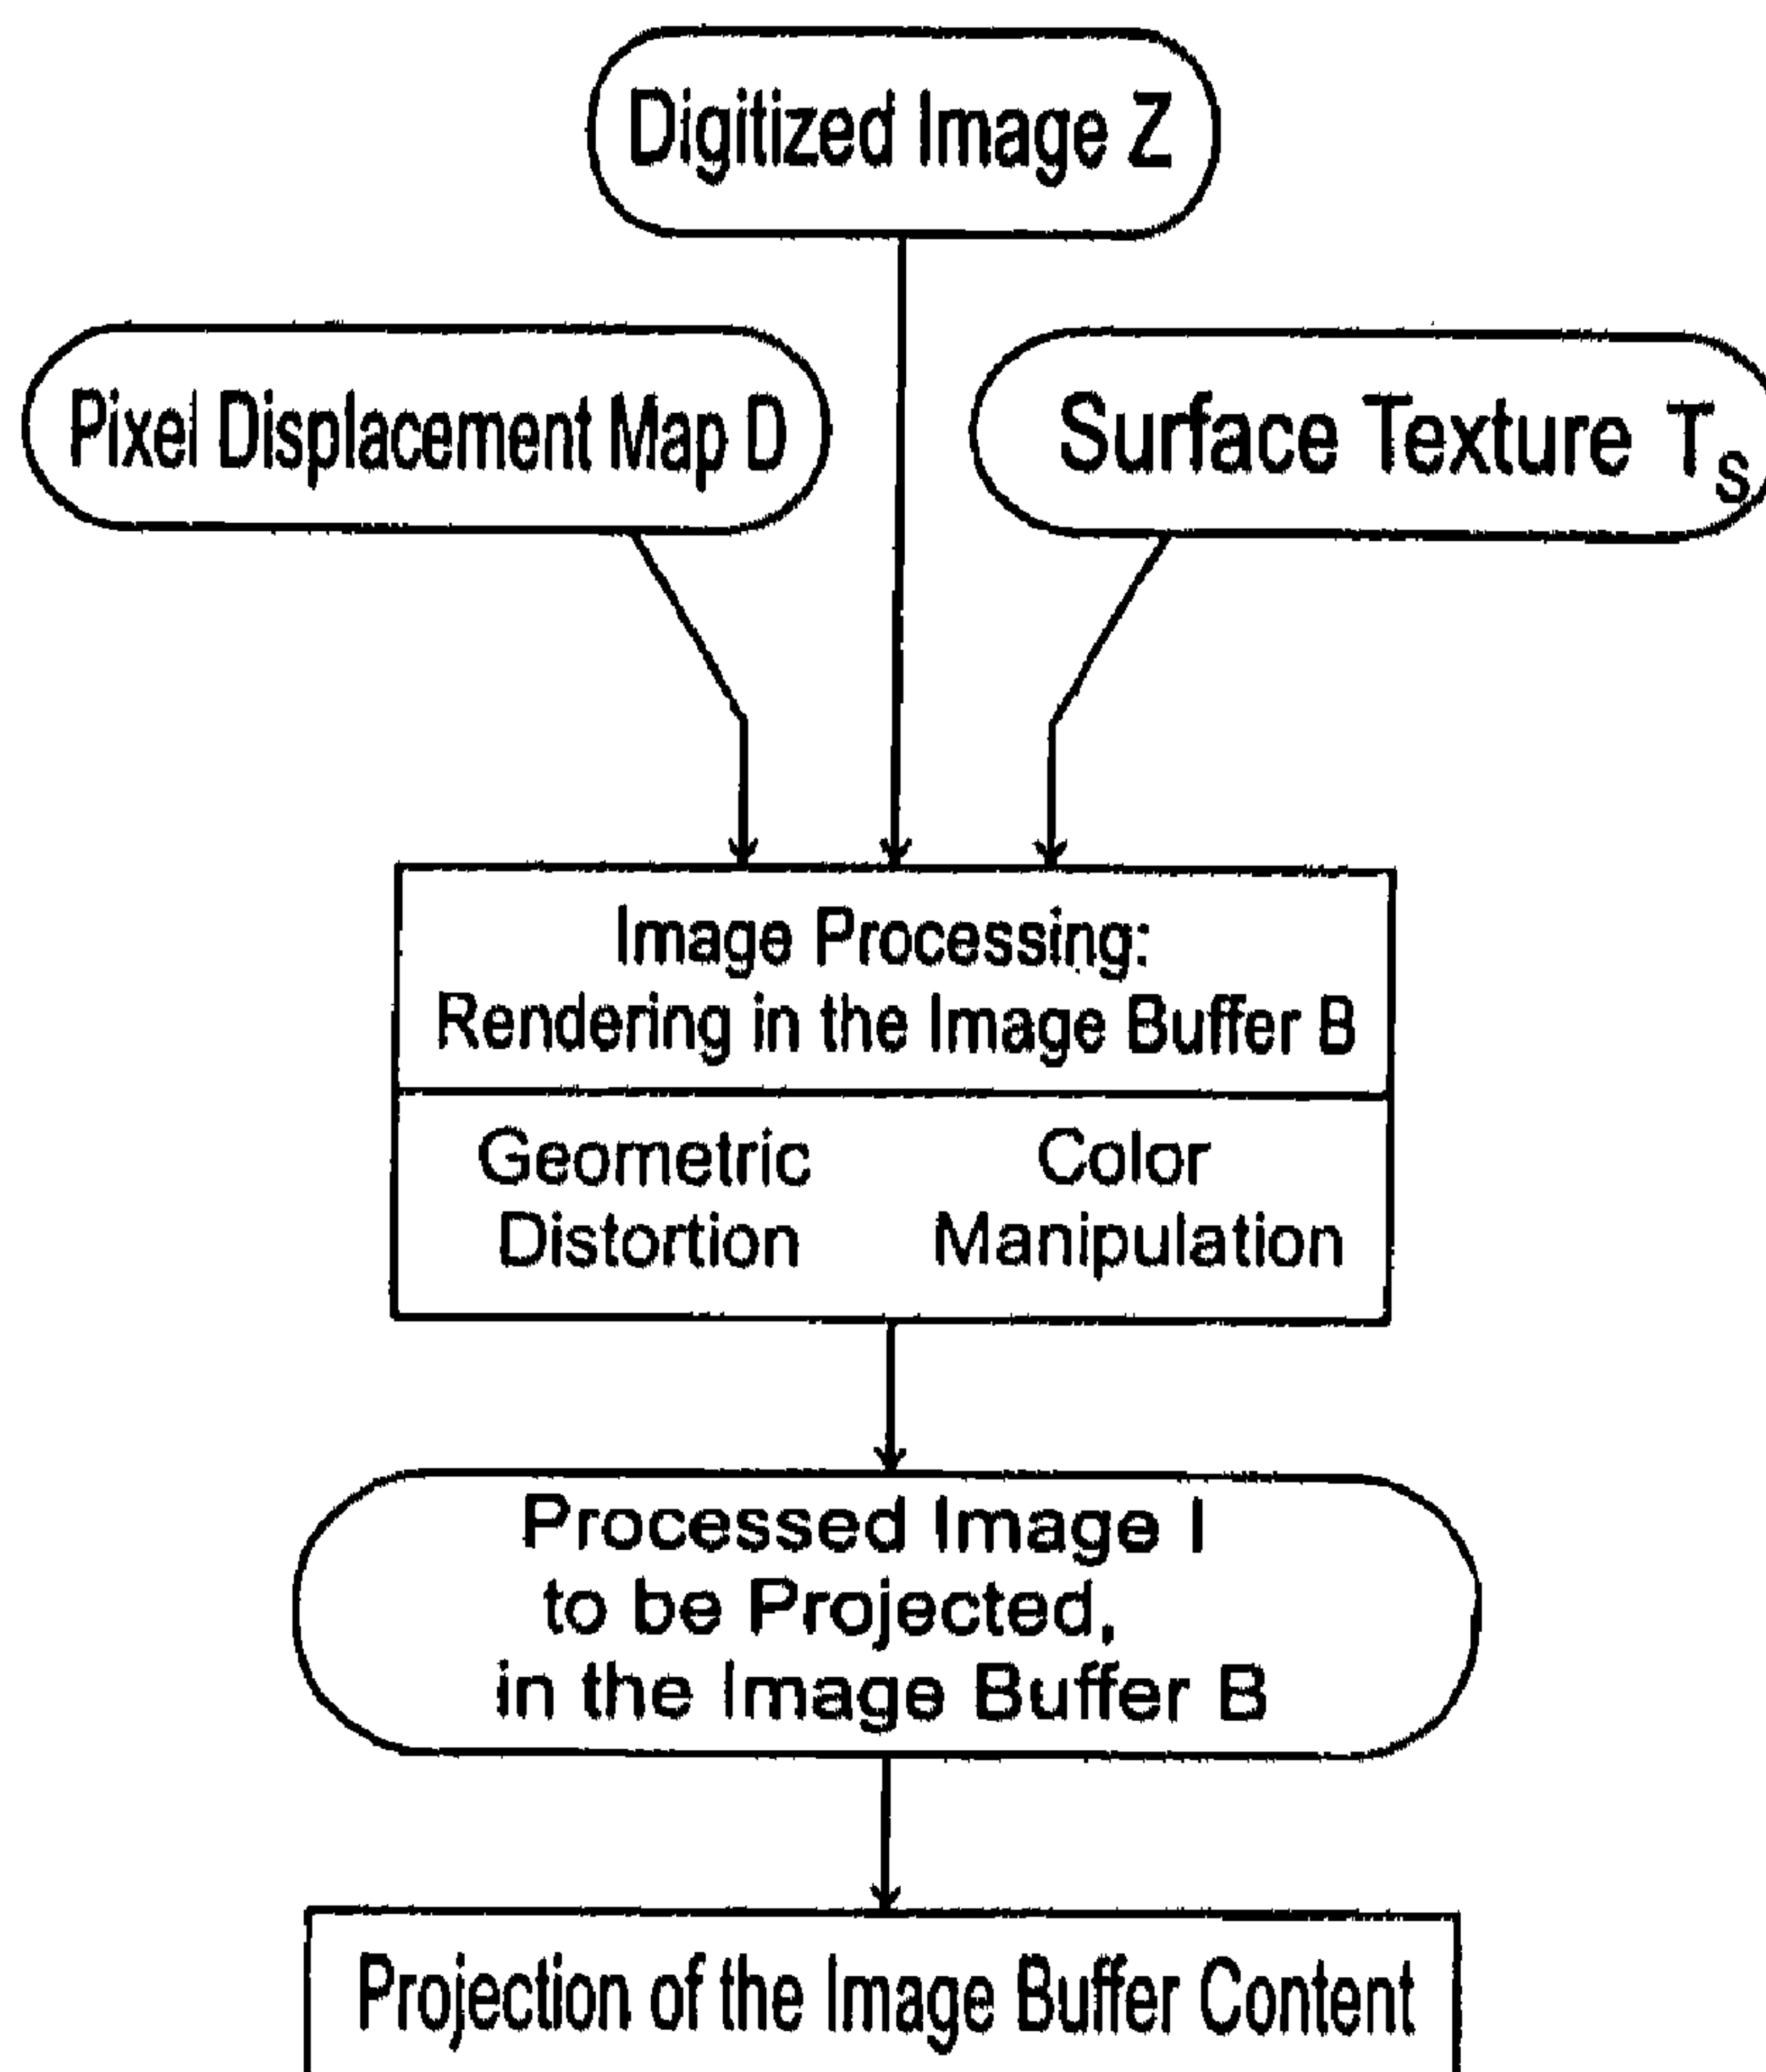 Digitized Image Z
Pixel Displacement Map D
Surface Texture TS
Image Processing:
Rendering in the Image Buffer B
Geometric
Distortion
Color
Manipulation
Processed Image I
to be Projected,
in the Image Buffer B
Projection of the Image Buffer Content